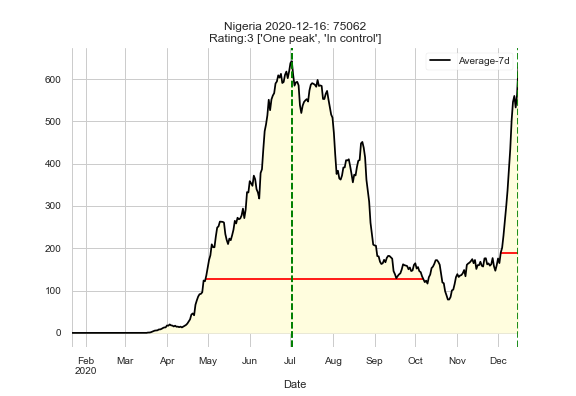 Nigeria 2020-12-16: 75062
Rating:3 ['One peak', 'In control']
Average-7d
600
500
400
300
200
100
0
Feb Mar Apr May Jun Jul Aug Sep Oct Nov Dec
2020
Date